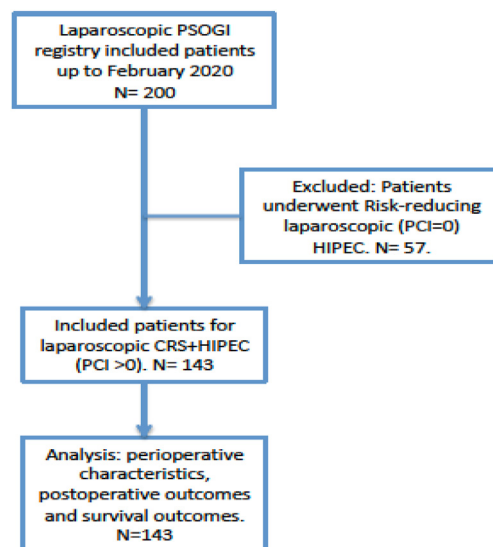 Laparoscopic PSOGI
registry included patients
up to February 2020
N= 200
Excluded: Patients
underwent Risk-reducing
laparoscopic (PCI=0)
HIPEC. N= 57.
Included patients for
laparoscopic CRS+HIPEC
(PCI >0). N= 143
Analysis: perioperative
characteristics,
postoperative outcomes
and survival outcomes.
N=143